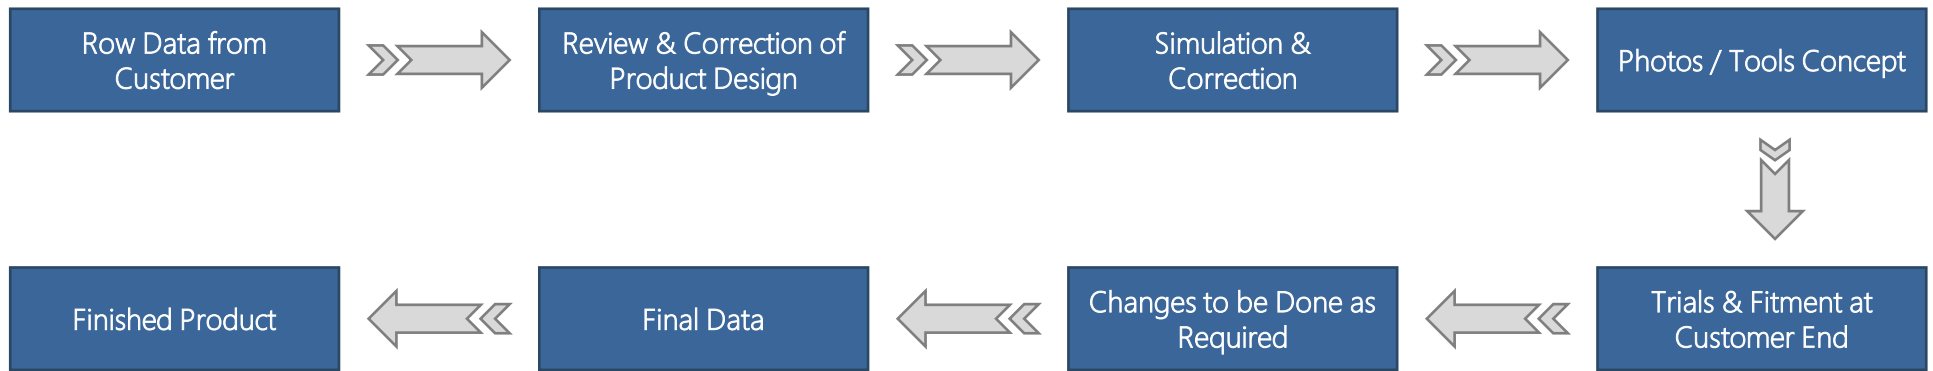 Row Data from
Customer
Review & Correction of
Product Design
Simulation &
Correction
Photos / Tools Concept
Trials & Fitment at
Customer End
Changes to be Done as
Required
Final Data
Finished Product